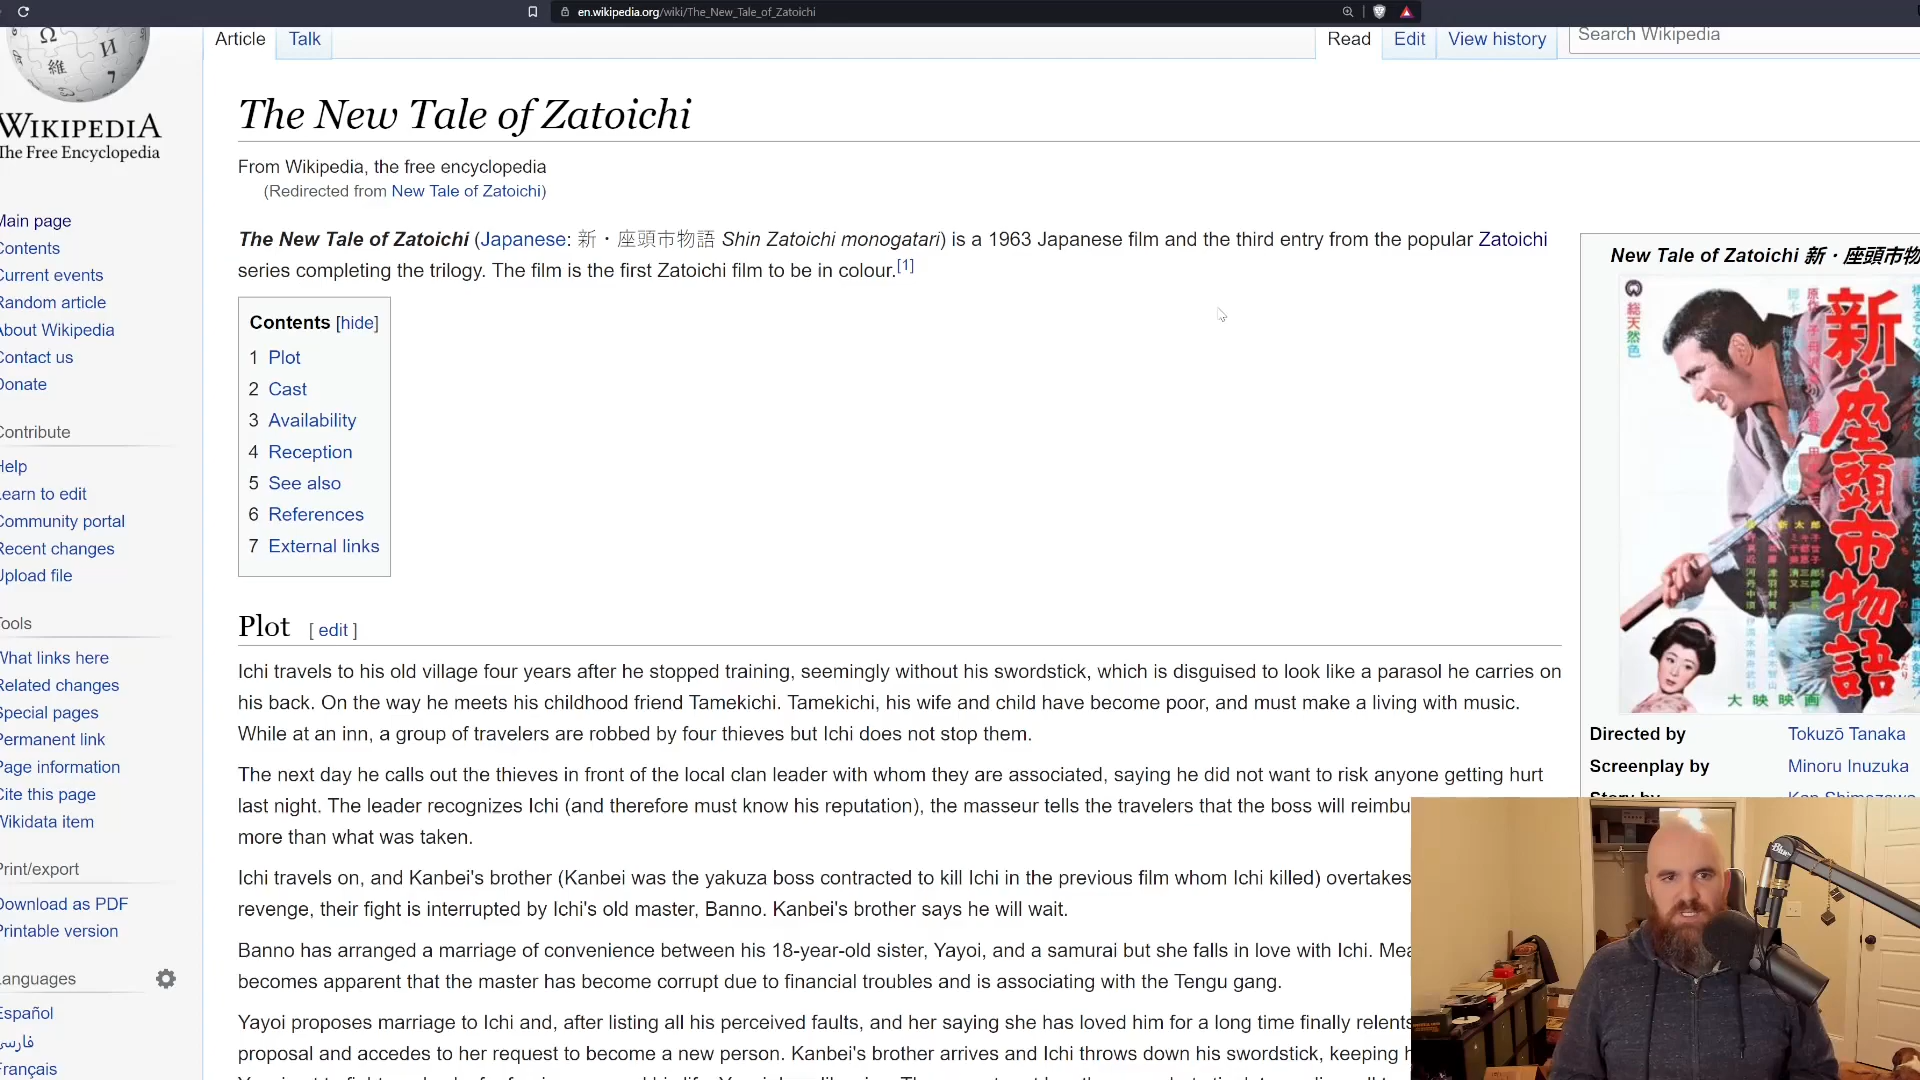 en.wikipedia.org/wiki/The_New_Tale_of_Zatoichi
Article Talk
Read Edit View history
Search Wikipedia
WIKIPEDIA
The Free Encyclopedia
The New Tale of Zatoichi
From Wikipedia, the free encyclopedia
(Redirected from New Tale of Zatoichi)
The New Tale of Zatoichi (Japanese: 新・座頭市物語 Shin Zatoichi monogatari) is a 1963 Japanese film and the third entry from the popular Zatoichi
series completing the trilogy. The film is the first Zatoichi film to be in colour.[1]
Contents [hide]
1 Plot
2 Cast
3 Availability
4 Reception
5 See also
6 References
7 External links
Plot [ edit ]
Ichi travels to his old village four years after he stopped training, seemingly without his swordstick, which is disguised to look like a parasol he carries on
his back. On the way he meets his childhood friend Tamekichi. Tamekichi, his wife and child have become poor, and must make a living with music.
While at an inn, a group of travelers are robbed by four thieves but Ichi does not stop them.
The next day he calls out the thieves in front of the local clan leader with whom they are associated, saying he did not want to risk anyone getting hurt
last night. The leader recognizes Ichi (and therefore must know his reputation), the masseur tells the travelers that the boss will reimbu
more than what was taken.
Ichi travels on, and Kanbei's brother (Kanbei was the yakuza boss contracted to kill Ichi in the previous film whom Ichi killed) overtakes
revenge, their fight is interrupted by Ichi's old master, Banno. Kanbei's brother says he will wait.
Banno has arranged a marriage of convenience between his 18-year-old sister, Yayoi, and a samurai but she falls in love with Ichi. Mea
becomes apparent that the master has become corrupt due to financial troubles and is associating with the Tengu gang.
Yayoi proposes marriage to Ichi and, after listing all his perceived faults, and her saying she has loved him for a long time finally relents
proposal and accedes to her request to become a new person. Kanbei's brother arrives and Ichi throws down his swordstick, keeping h
Main page
Contents
Current events
Random article
About Wikipedia
Contact us
Donate
Contribute
Help
Learn to edit
Community portal
Recent changes
Upload file
Tools
What links here
Related changes
Special pages
Permanent link
Page information
Cite this page
Wikidata item
Print/export
Download as PDF
Printable version
Languages
Español
فارسی
Français
New Tale of Zatoichi 新・座頭市物
総天然色
新・座頭市物語
大映映画
Directed by Tokuzō Tanaka
Screenplay by Minoru Inuzuka
Story by Kan Shimozawa
Blue